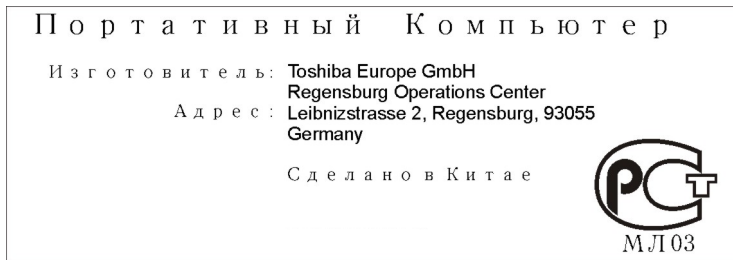 Портативный Компьютер
Изготовитель: Toshiba Europe GmbH
Regensburg Operations Center
Адрес: Leibnizstrasse 2, Regensburg, 93055
Germany
Сделано в Китае
РСТ
МЛ03